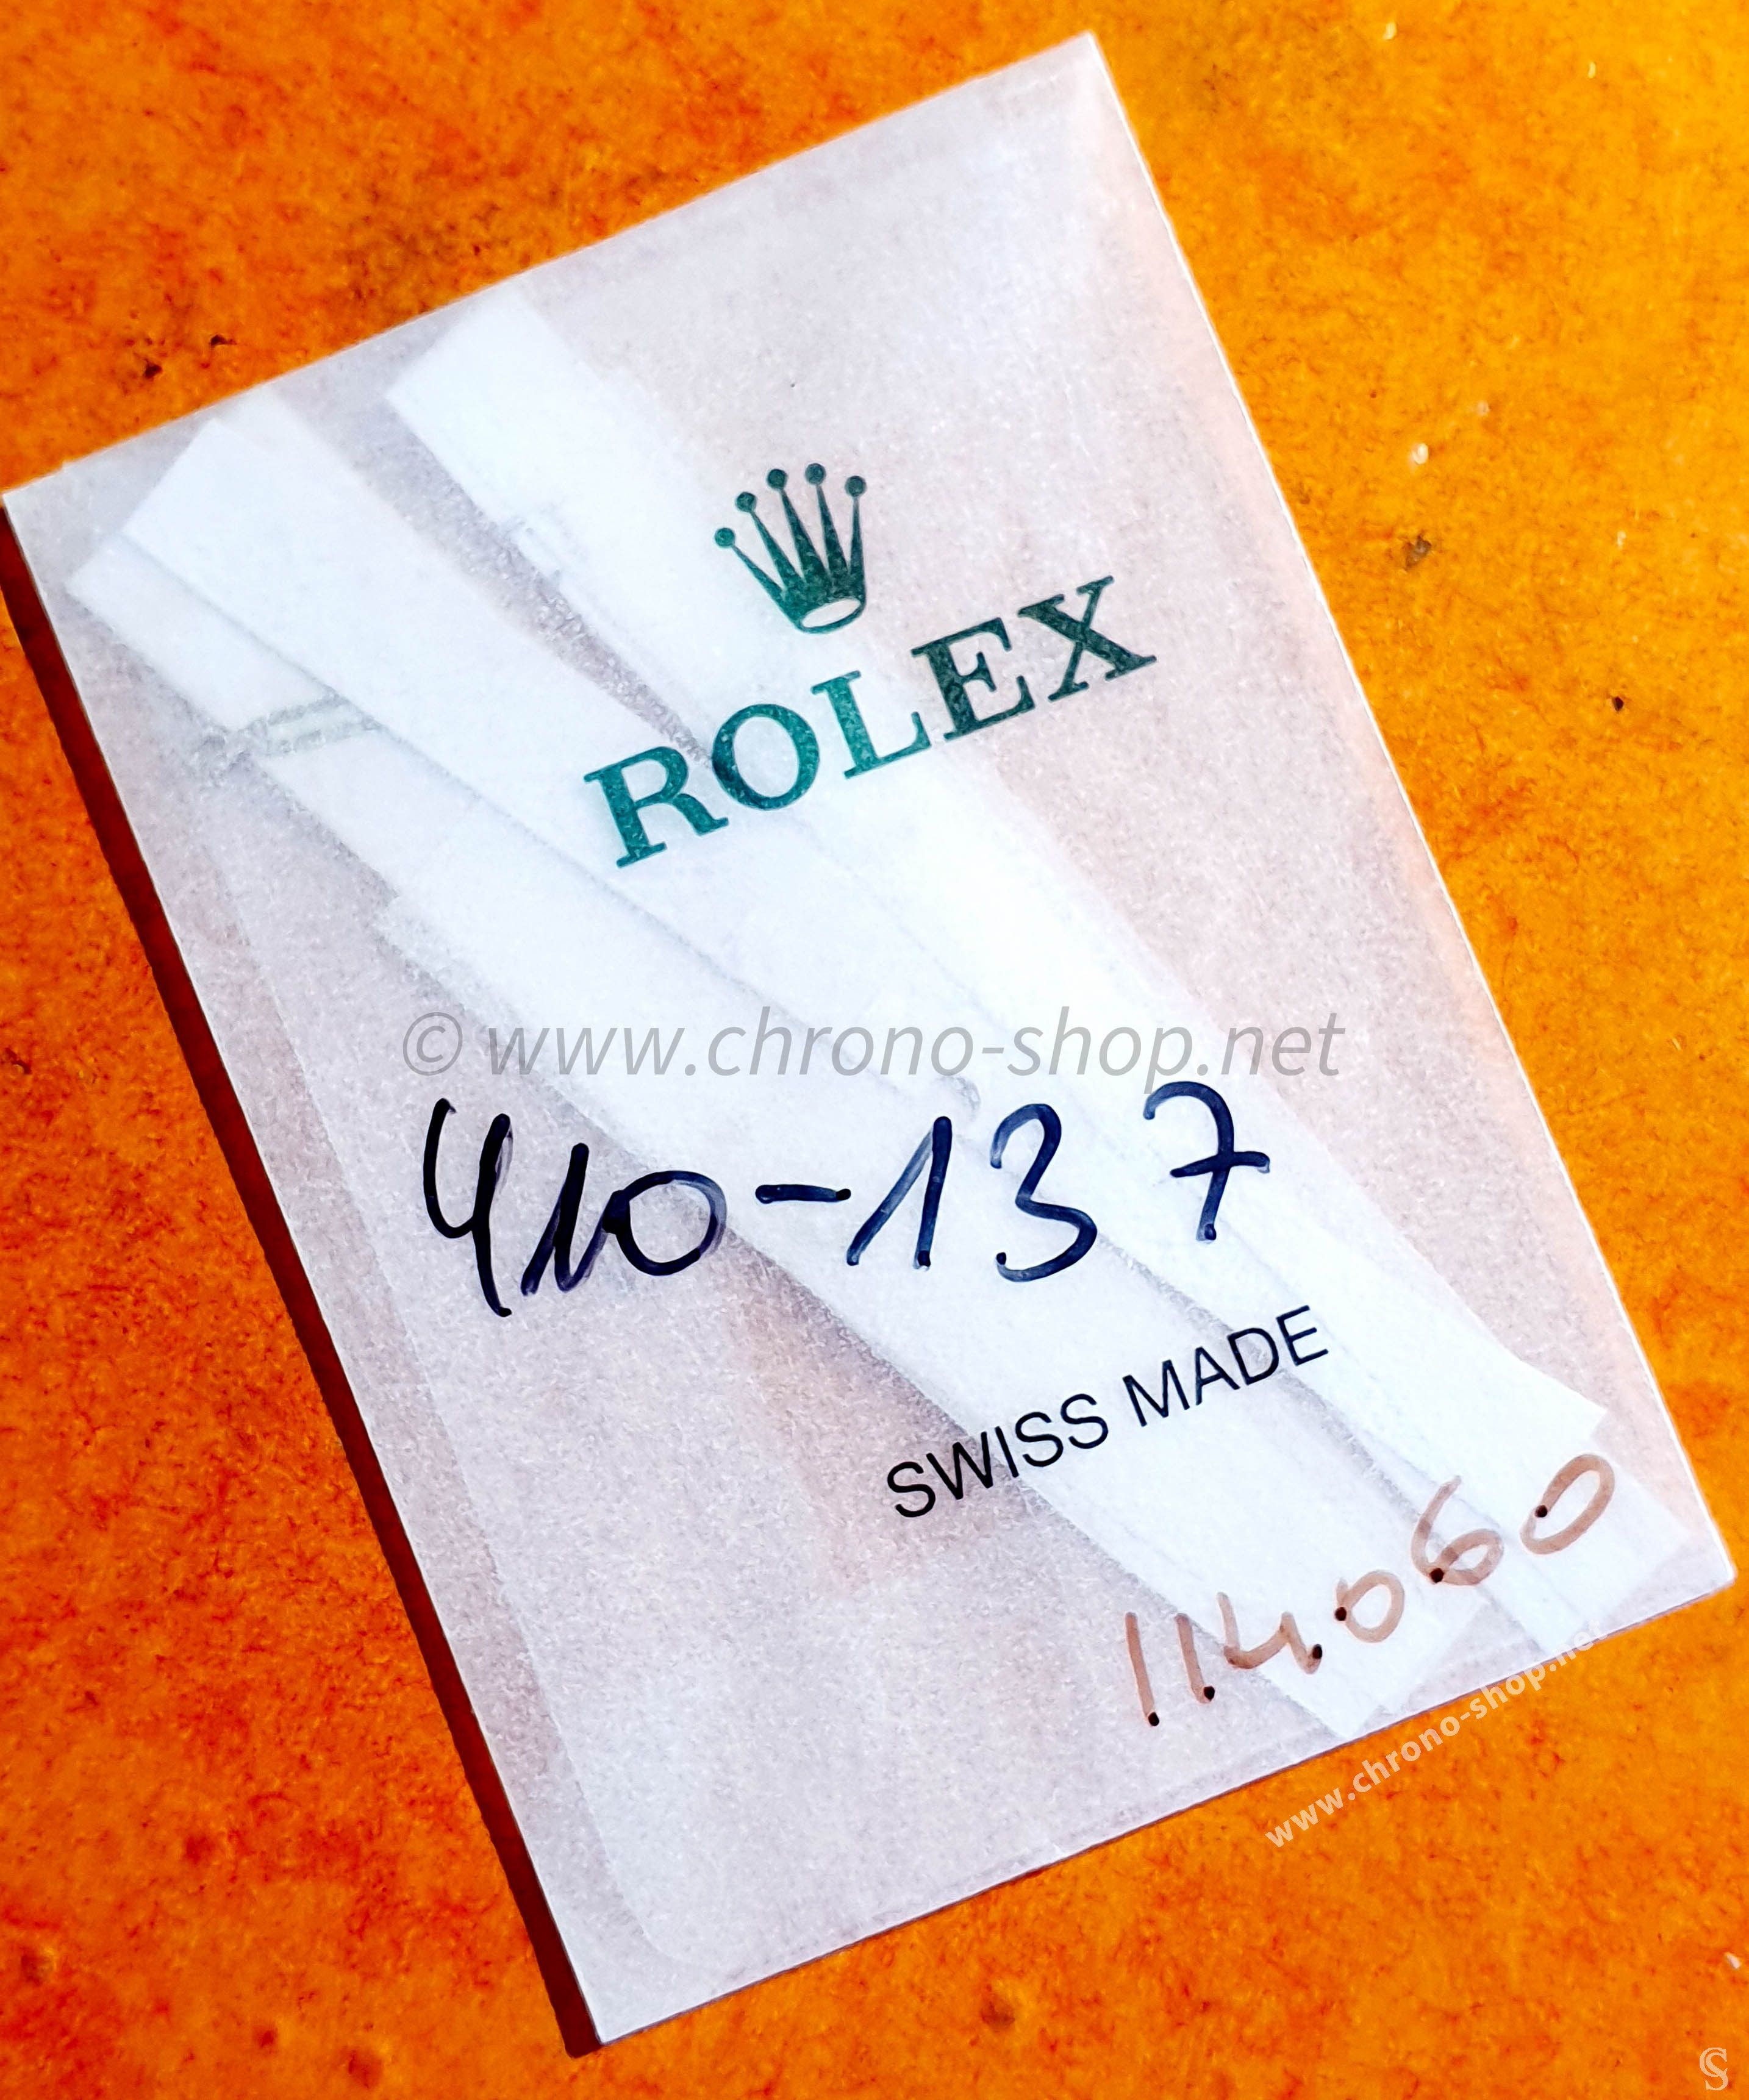 ROLEX
© www.chrono-shop.net
410-137
SWISS MADE
114060
www.chrono-shop.net